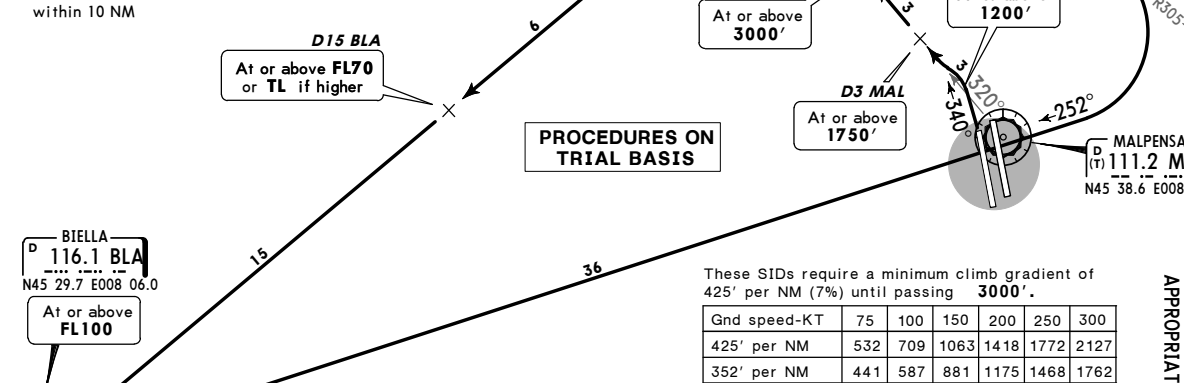 within 10 NM
D15 BLA
At or above FL70
or TL if higher
6
At or above
3000′
3
1200′
R305°
D3 MAL
At or above
1750′
3
320°
340°
252°
PROCEDURES ON
TRIAL BASIS
MALPENSA
D
(T) 111.2 M
N45 38.6 E008
BIELLA
D 116.1 BLA
N45 29.7 E008 06.0
At or above
FL100
15
36
These SIDs require a minimum climb gradient of
425′ per NM (7%) until passing 3000′.
Gnd speed-KT 75 100 150 200 250 300
425′ per NM 532 709 1063 1418 1772 2127
352′ per NM 441 587 881 1175 1468 1762
APPROPRIAT